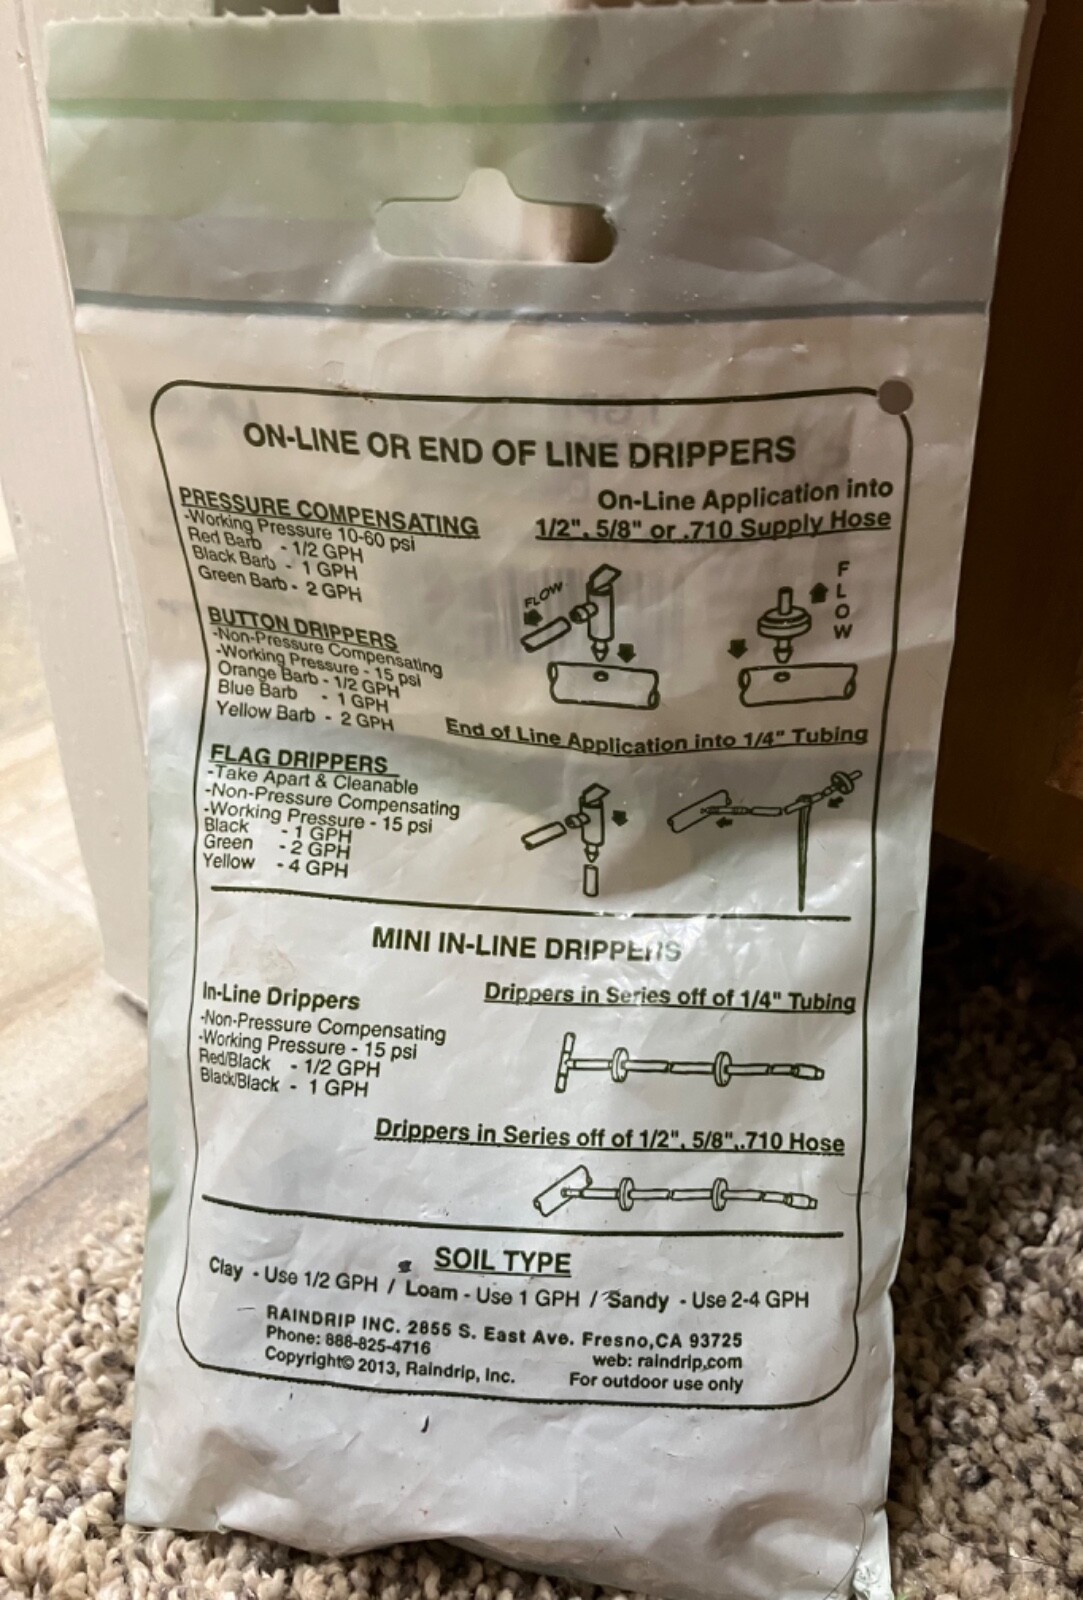 ON-LINE OR END OF LINE DRIPPERS
PRESSURE COMPENSATING
-Working Pressure 10-60 psi
Red Barb - 1/2 GPH
Black Barb - 1 GPH
Green Barb - 2 GPH
BUTTON DRIPPERS
-Non-Pressure Compensating
-Working Pressure - 15 psi
Orange Barb - 1/2 GPH
Blue Barb - 1 GPH
Yellow Barb - 2 GPH
FLAG DRIPPERS
-Take Apart & Cleanable
-Non-Pressure Compensating
-Working Pressure - 15 psi
Black - 1 GPH
Green - 2 GPH
Yellow - 4 GPH
On-Line Application into
1/2", 5/8" or .710 Supply Hose
FLOW
FLOW
End of Line Application into 1/4" Tubing
MINI IN-LINE DRIPPERS
In-Line Drippers
-Non-Pressure Compensating
-Working Pressure - 15 psi
Red/Black - 1/2 GPH
Black/Black - 1 GPH
Drippers in Series off of 1/4" Tubing
Drippers in Series off of 1/2", 5/8",.710 Hose
SOIL TYPE
Clay - Use 1/2 GPH / Loam - Use 1 GPH / Sandy - Use 2-4 GPH
RAINDRIP INC. 2855 S. East Ave. Fresno,CA 93725
Phone: 888-825-4716 web: raindrip.com
Copyright© 2013, Raindrip, Inc. For outdoor use only